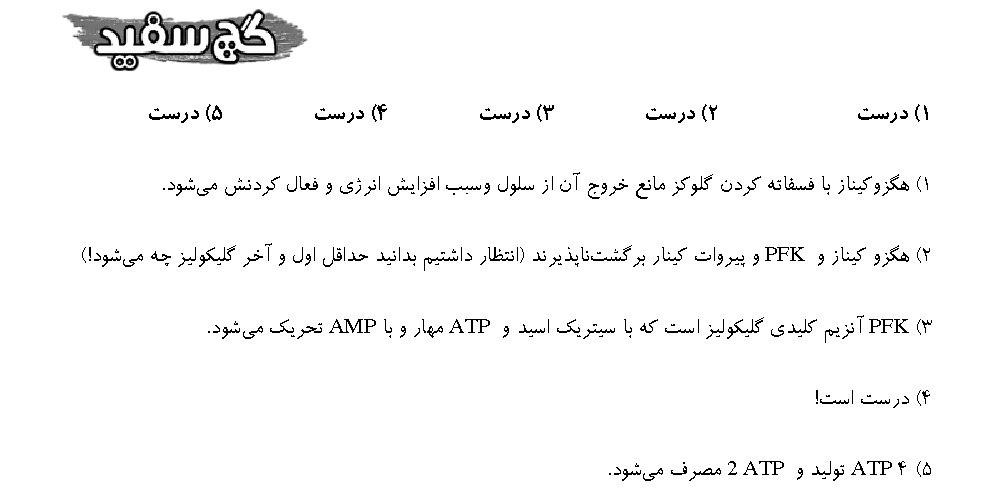 گچ سفید
۱) درست ۲) درست ۳) درست ۴) درست ۵) درست
۱) هگزوکیناز با فسفاته کردن گلوکز مانع خروج آن از سلول وسبب افزایش انرژی و فعال کردنش می‌شود.
۲) هگزو کیناز و PFK و پیروات کینار برگشت‌ناپذیرند (انتظار داشتیم بدانید حداقل اول و آخر گلیکولیز چه می‌شود!)
۳) PFK آنزیم کلیدی گلیکولیز است که با سیتریک اسید و ATP مهار و با AMP تحریک می‌شود.
۴) درست است!
۵) ۴ ATP تولید و 2 ATP مصرف می‌شود.